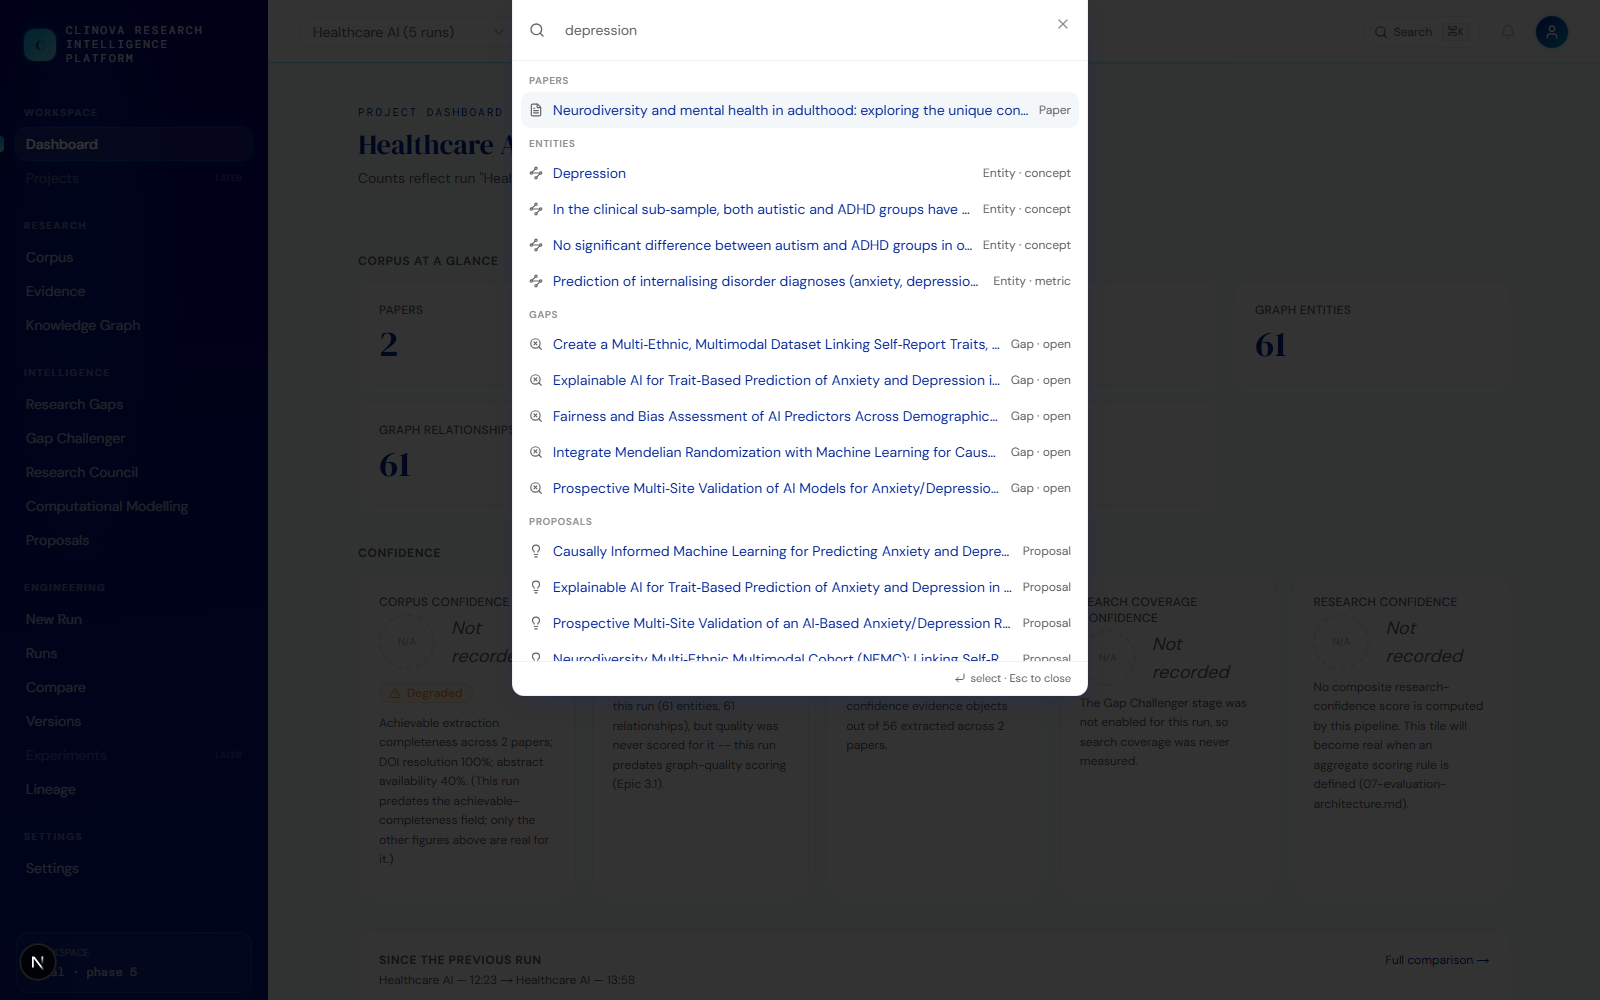 CLINOVA RESEARCH
INTELLIGENCE
PLATFORM
WORKSPACE
Dashboard
Projects LATER
RESEARCH
Corpus
Evidence
Knowledge Graph
INTELLIGENCE
Research Gaps
Gap Challenger
Research Council
Computational Modelling
Proposals
ENGINEERING
New Run
Runs
Compare
Versions
Experiments LATER
Lineage
SETTINGS
Settings
N
· phase 5
Healthcare AI (5 runs)
Search ⌘K
PROJECT DASHBOARD
Healthcare
Counts reflect run
CORPUS AT A GLANCE
PAPERS
2
GRAPH ENTITIES
61
GRAPH RELATIONSHIPS
61
CONFIDENCE
CORPUS CONFIDENCE
N/A
Not
recorded
Degraded
Achievable extraction
completeness across 2 papers;
DOI resolution 100%; abstract
availability 40%. (This run
predates the achievable-
completeness field; only the
other figures above are real for
it.)
this run (61 entities, 61
relationships), but quality was
never scored for it -- this run
predates graph-quality scoring
(Epic 3.1).
confidence evidence objects
out of 56 extracted across 2
papers.
COVERAGE
N/A
Not
recorded
The Gap Challenger stage was
not enabled for this run, so
search coverage was never
measured.
RESEARCH CONFIDENCE
N/A
Not
recorded
No composite research-
confidence score is computed
by this pipeline. This tile will
become real when an
aggregate scoring rule is
defined (07-evaluation-
architecture.md).
SINCE THE PREVIOUS RUN
Healthcare AI — 12:23 → Healthcare AI — 13:58
Full comparison →
depression
PAPERS
Neurodiversity and mental health in adulthood: exploring the unique con... Paper
ENTITIES
Depression Entity · concept
In the clinical sub-sample, both autistic and ADHD groups have ... Entity · concept
No significant difference between autism and ADHD groups in o... Entity · concept
Prediction of internalising disorder diagnoses (anxiety, depressio... Entity · metric
GAPS
Create a Multi-Ethnic, Multimodal Dataset Linking Self-Report Traits, ... Gap · open
Explainable AI for Trait-Based Prediction of Anxiety and Depression i... Gap · open
Fairness and Bias Assessment of AI Predictors Across Demographic... Gap · open
Integrate Mendelian Randomization with Machine Learning for Caus... Gap · open
Prospective Multi-Site Validation of AI Models for Anxiety/Depressio... Gap · open
PROPOSALS
Causally Informed Machine Learning for Predicting Anxiety and Depre... Proposal
Explainable AI for Trait-Based Prediction of Anxiety and Depression in ... Proposal
Prospective Multi-Site Validation of an AI-Based Anxiety/Depression R... Proposal
Neurodiversity Multi-Ethnic Multimodal Cohort (NEMC): Linking Self-R... Proposal
↵ select · Esc to close